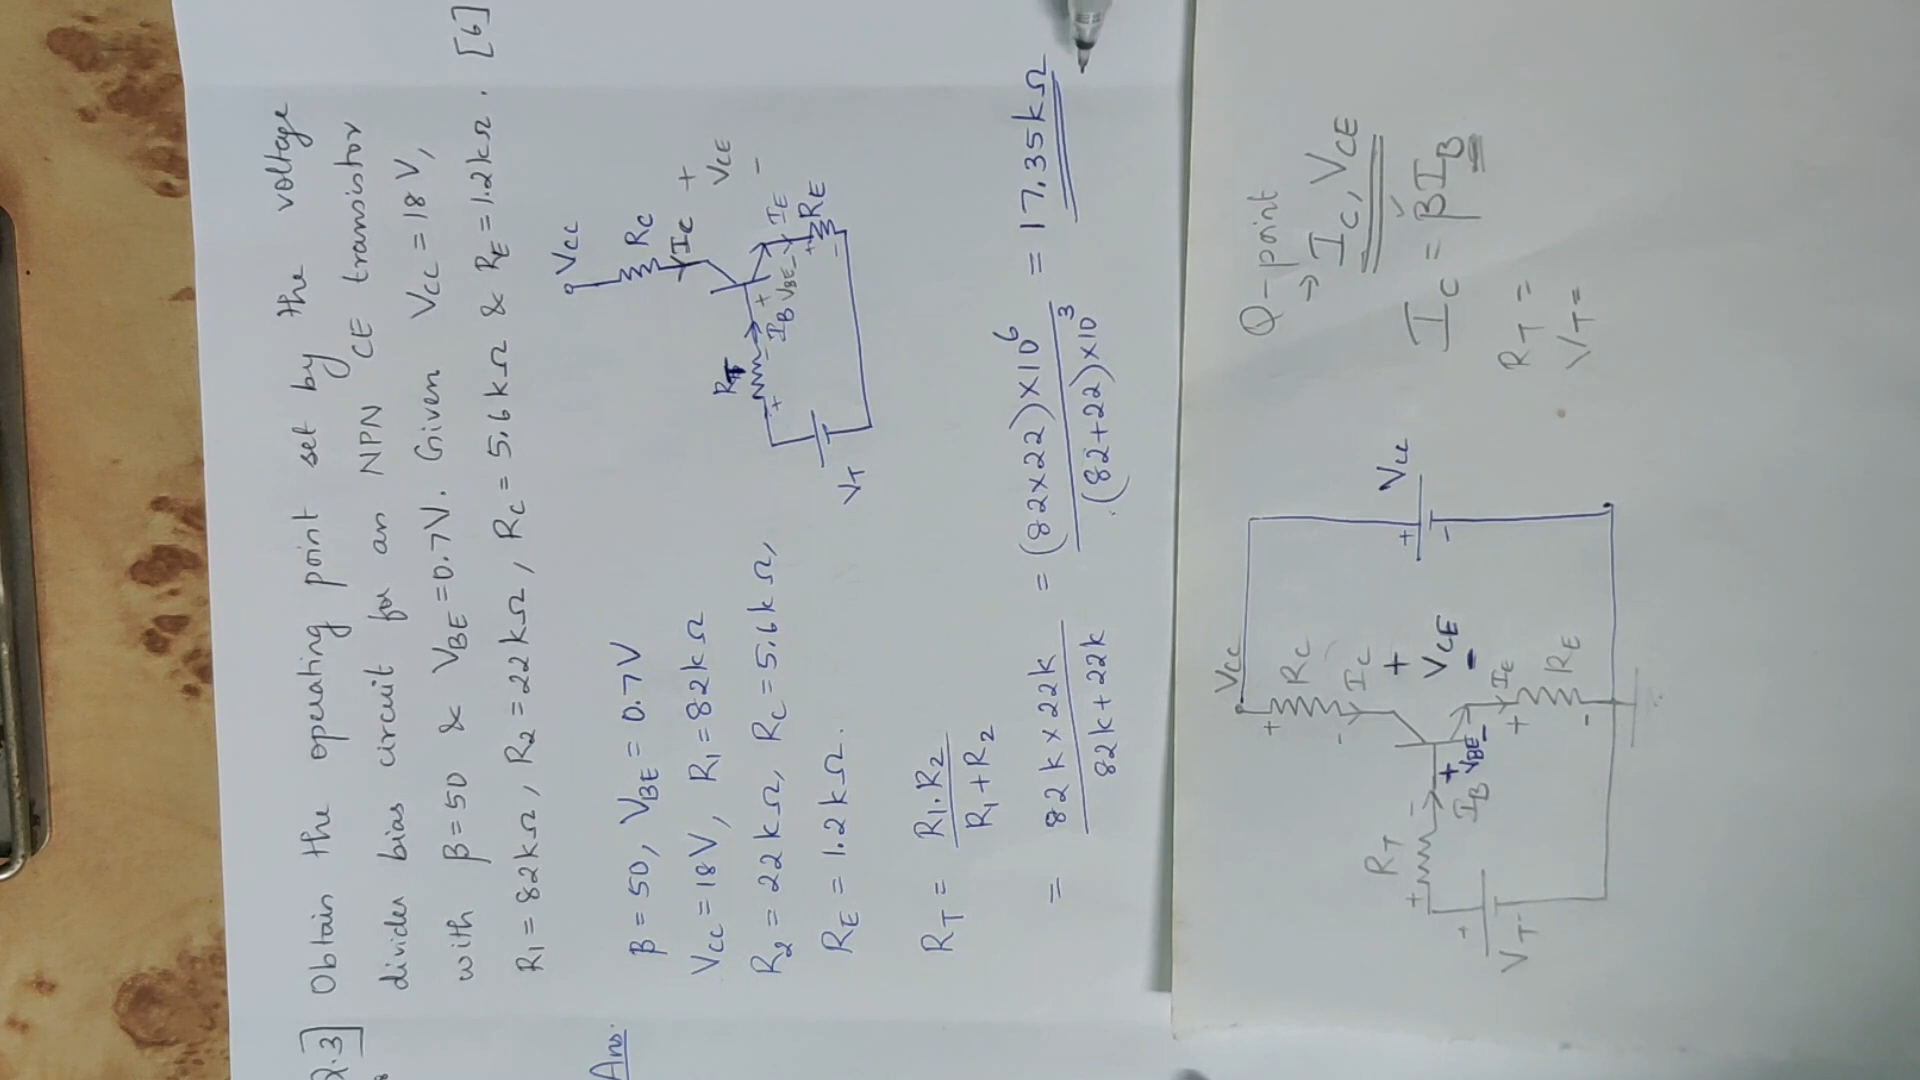 Q.3] Obtain the operating point set by the voltage
divider bias circuit for an NPN CE transistor
with β = 50 & VBE = 0.7V. Given VCC = 18V,
R1 = 82kΩ, R2 = 22kΩ, RC = 5.6kΩ & RE = 1.2kΩ. [6]
Ans.
β = 50, VBE = 0.7V
VCC = 18V, R1 = 82kΩ
R2 = 22kΩ, RC = 5.6kΩ,
RE = 1.2kΩ.
VCC
RC
IC
+
VCE
-
RT
+ -
IB
+ VBE -
IE
+ RE -
VT
RT = R1.R2 / R1+R2
= 82k×22k / 82k+22k = (82×22)×10^6 / (82+22)×10^3 = 17.35kΩ
VCC
+ RC -
IC
+
VCE
-
RT
+ -
IB
+ VBE -
IE
+ RE -
+
VT
+ -
VCC
Q-point
→ IC, VCE
IC = βIB
RT =
VT =